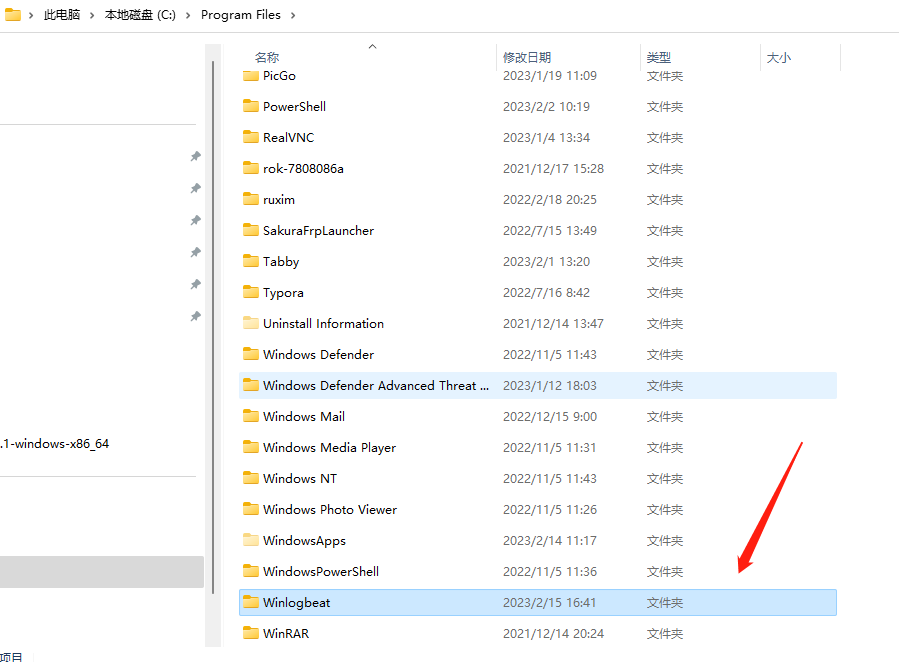 此电脑 > 本地磁盘 (C:) > Program Files >
名称 修改日期 类型 大小
PicGo 2023/1/19 11:09 文件夹
PowerShell 2023/2/2 10:19 文件夹
RealVNC 2023/1/4 13:34 文件夹
rok-7808086a 2021/12/17 15:28 文件夹
ruxim 2022/2/18 20:25 文件夹
SakuraFrpLauncher 2022/7/15 13:49 文件夹
Tabby 2023/2/1 13:20 文件夹
Typora 2022/7/16 8:42 文件夹
Uninstall Information 2021/12/14 13:47 文件夹
Windows Defender 2022/11/5 11:43 文件夹
Windows Defender Advanced Threat ... 2023/1/12 18:03 文件夹
Windows Mail 2022/12/15 9:00 文件夹
.1-windows-x86_64
Windows Media Player 2022/11/5 11:31 文件夹
Windows NT 2022/11/5 11:43 文件夹
Windows Photo Viewer 2022/11/5 11:26 文件夹
WindowsApps 2023/2/14 11:17 文件夹
WindowsPowerShell 2022/11/5 11:36 文件夹
Winlogbeat 2023/2/15 16:41 文件夹
WinRAR 2021/12/14 20:24 文件夹
项目